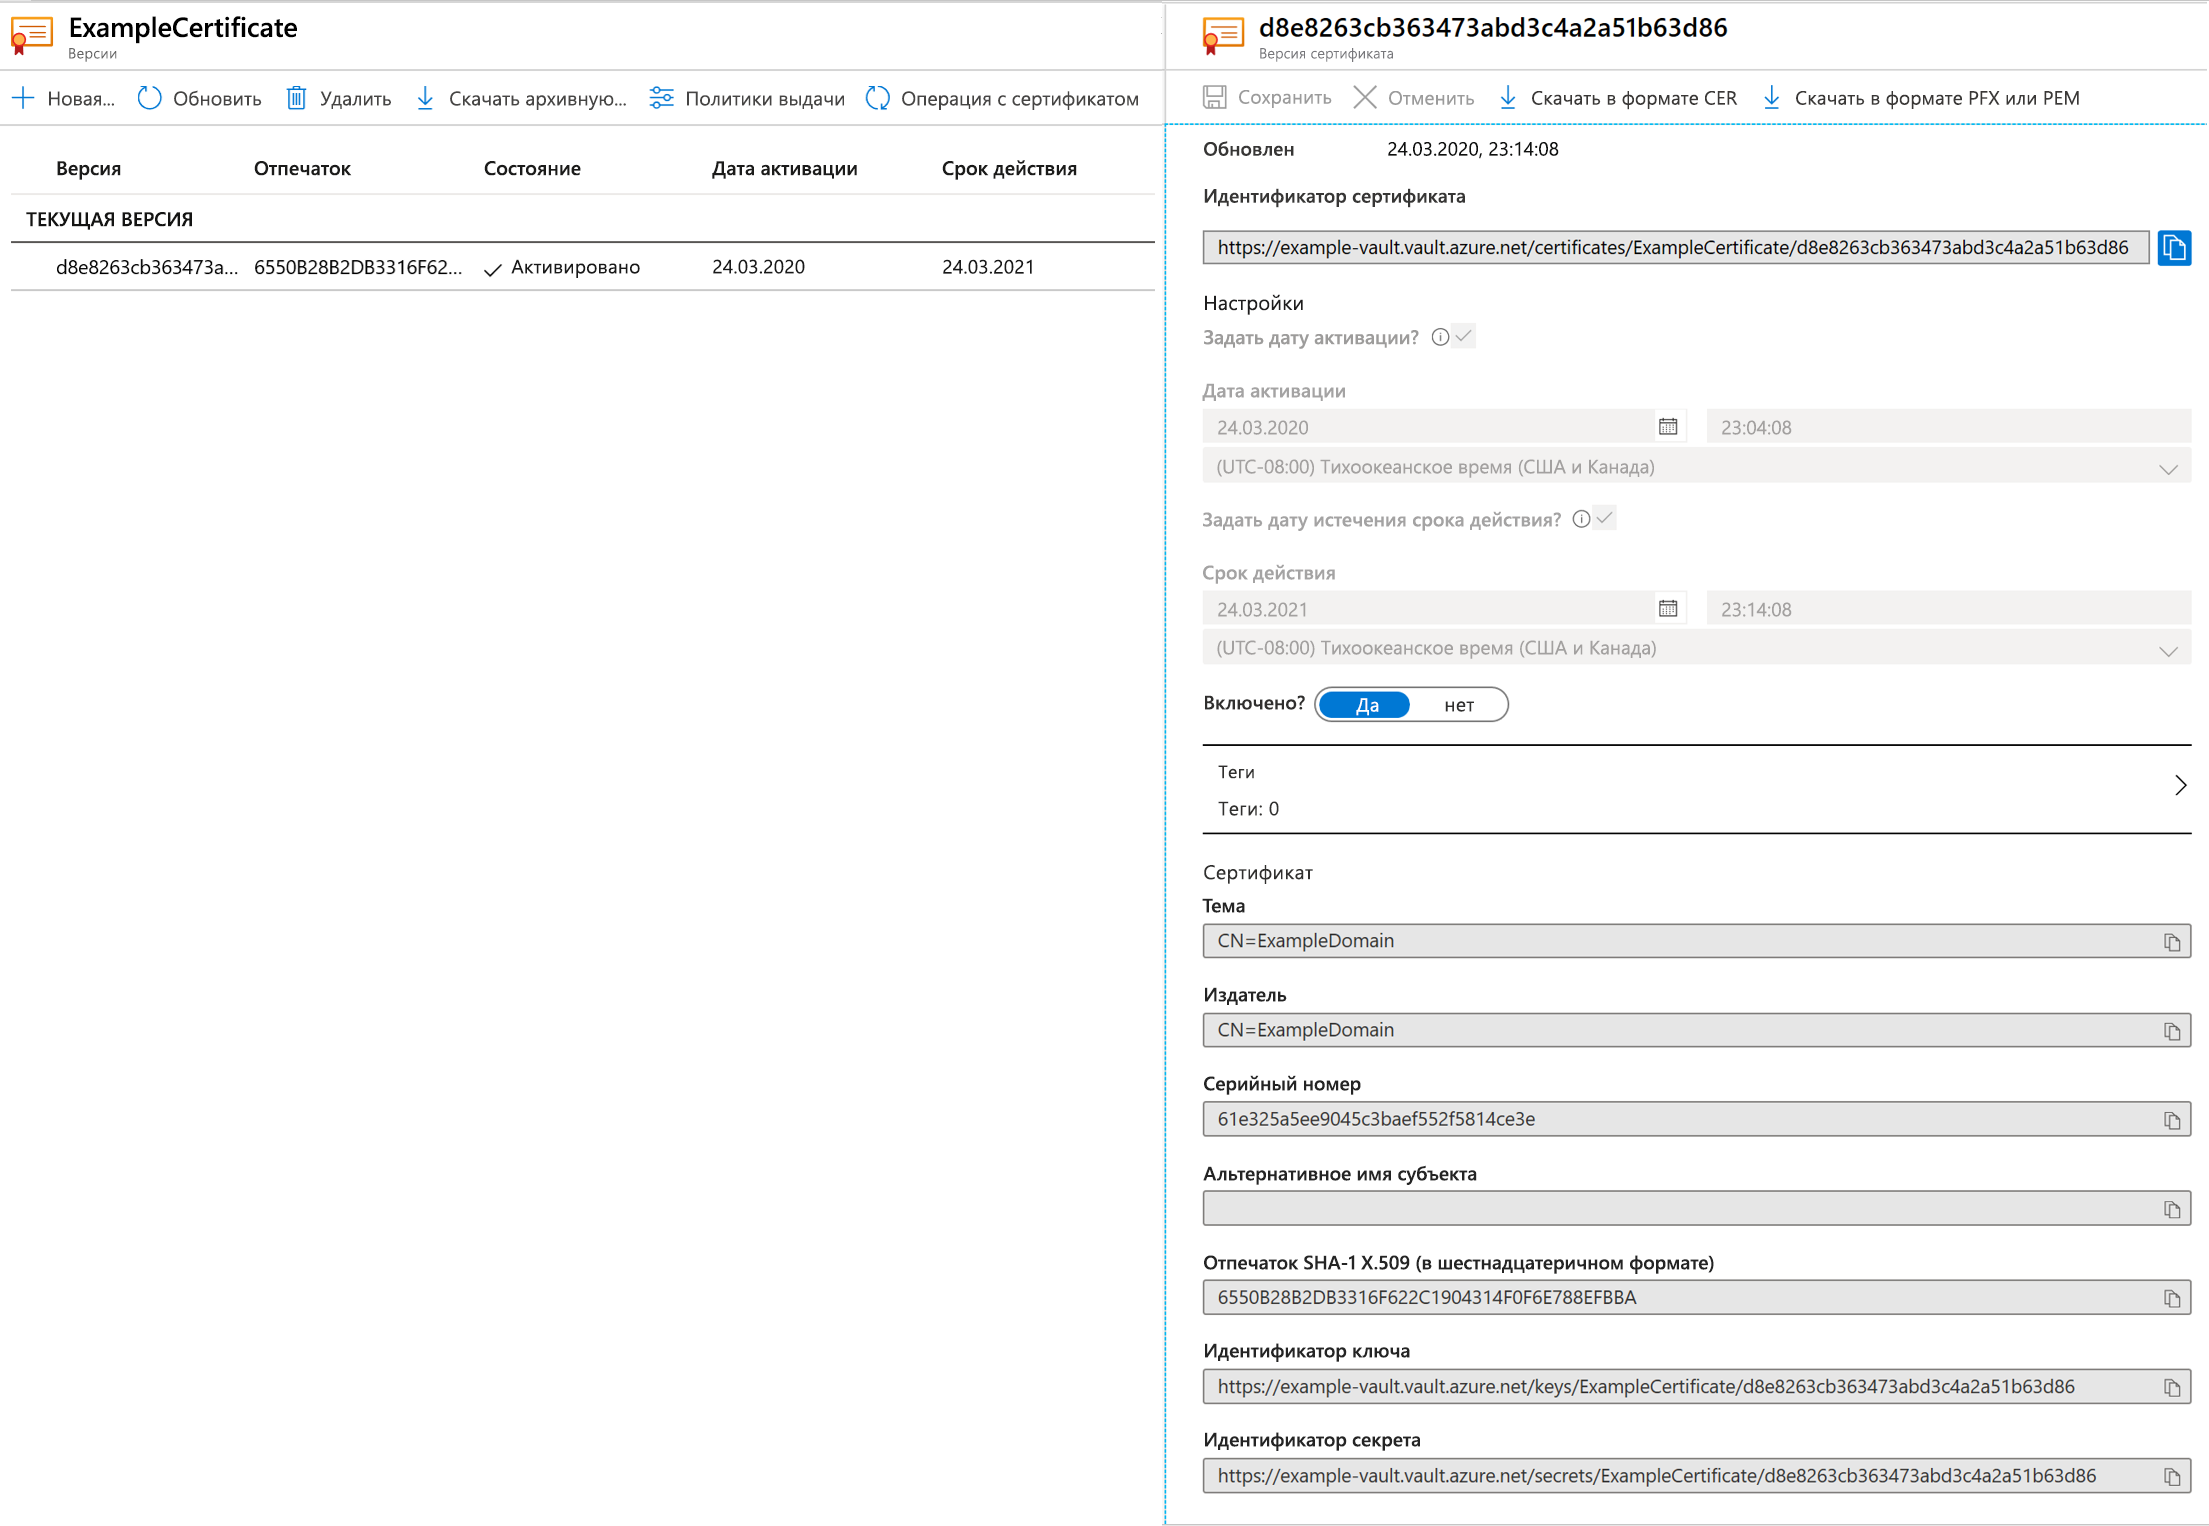 ExampleCertificate
Версии
Новая... Обновить Удалить Скачать архивную... Политики выдачи Операция с сертификатом
Версия Отпечаток Состояние Дата активации Срок действия
ТЕКУЩАЯ ВЕРСИЯ
d8e8263cb363473a... 6550B28B2DB3316F62... Активировано 24.03.2020 24.03.2021
d8e8263cb363473abd3c4a2a51b63d86
Версия сертификата
Сохранить Отменить Скачать в формате CER Скачать в формате PFX или PEM
Обновлен 24.03.2020, 23:14:08
Идентификатор сертификата
https://example-vault.vault.azure.net/certificates/ExampleCertificate/d8e8263cb363473abd3c4a2a51b63d86
Настройки
Задать дату активации?
Дата активации
24.03.2020 23:04:08
(UTC-08:00) Тихоокеанское время (США и Канада)
Задать дату истечения срока действия?
Срок действия
24.03.2021 23:14:08
(UTC-08:00) Тихоокеанское время (США и Канада)
Включено? Да нет
Теги
Теги: 0
Сертификат
Тема
CN=ExampleDomain
Издатель
CN=ExampleDomain
Серийный номер
61e325a5ee9045c3baef552f5814ce3e
Альтернативное имя субъекта
Отпечаток SHA-1 X.509 (в шестнадцатеричном формате)
6550B28B2DB3316F622C1904314F0F6E788EFBBA
Идентификатор ключа
https://example-vault.vault.azure.net/keys/ExampleCertificate/d8e8263cb363473abd3c4a2a51b63d86
Идентификатор секрета
https://example-vault.vault.azure.net/secrets/ExampleCertificate/d8e8263cb363473abd3c4a2a51b63d86